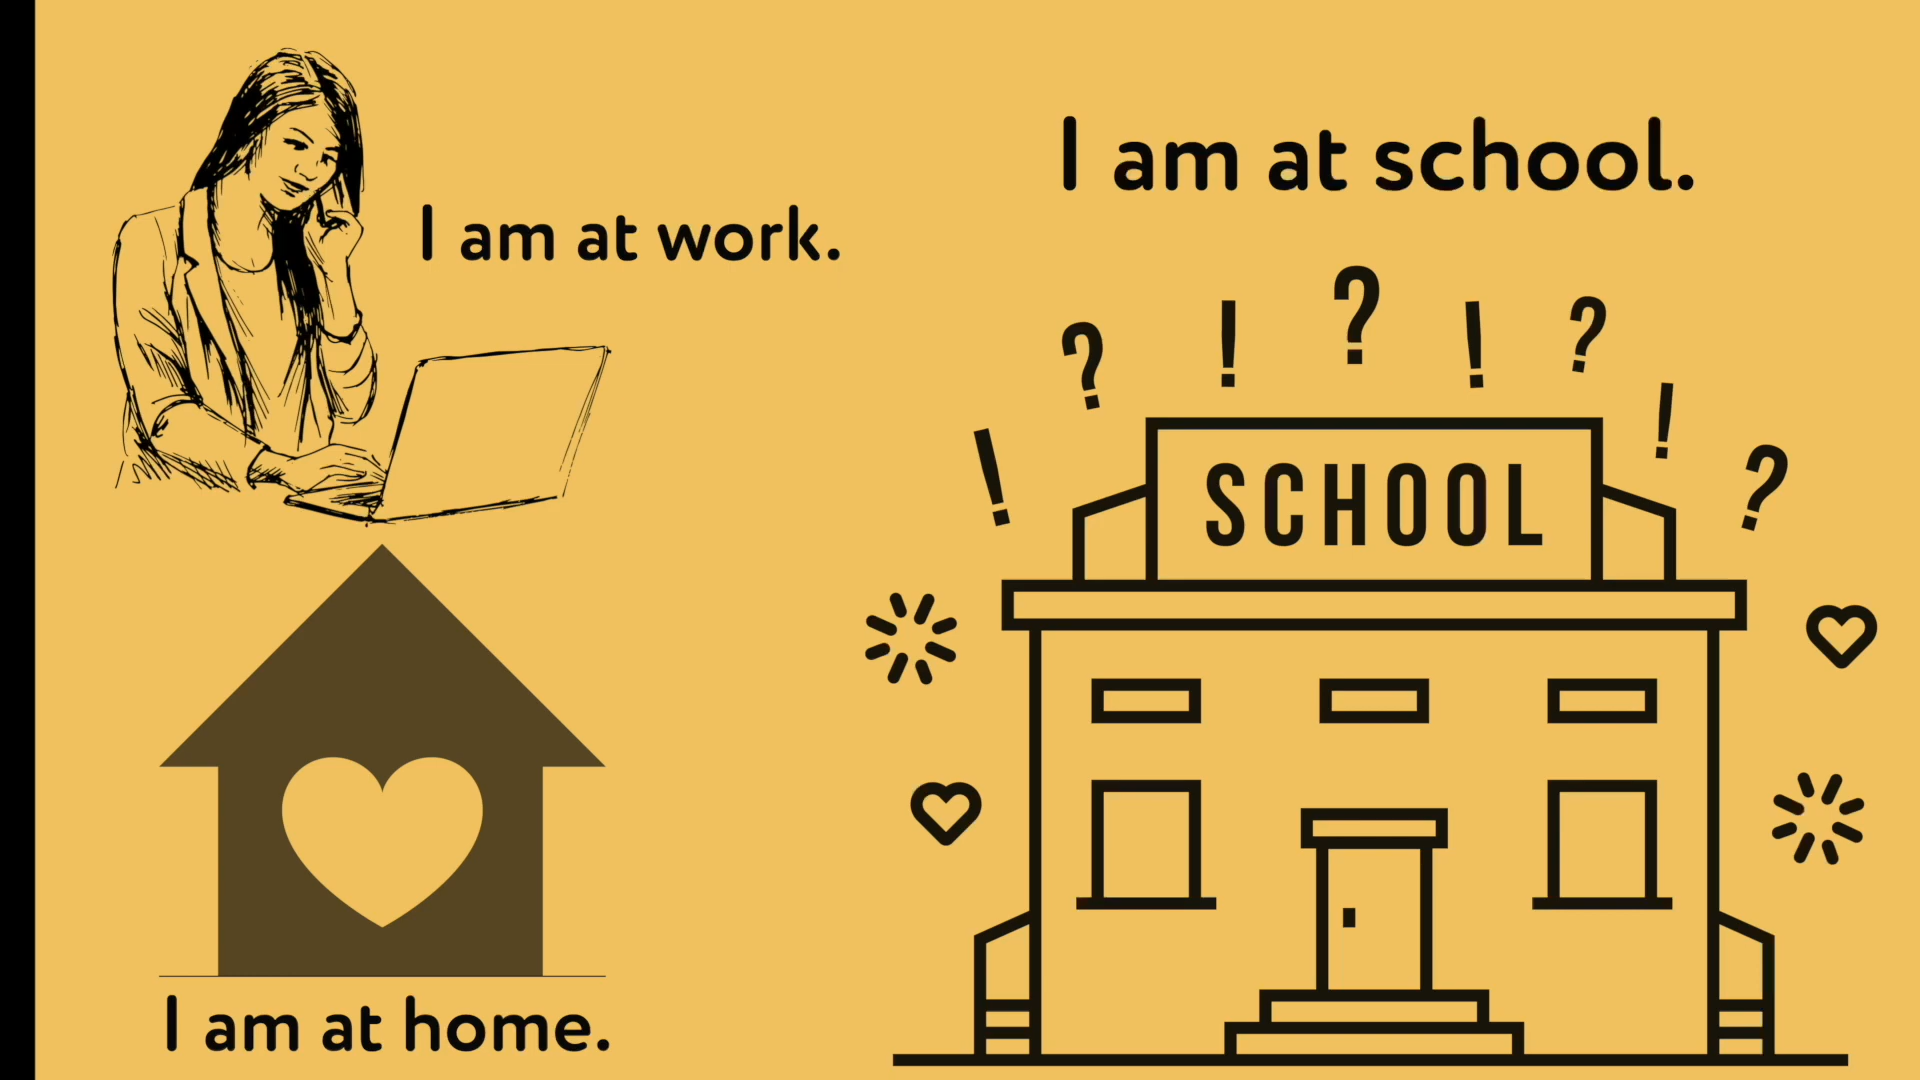 I am at work.
I am at home.
I am at school.
? ! ? ! ? ! ? !
SCHOOL